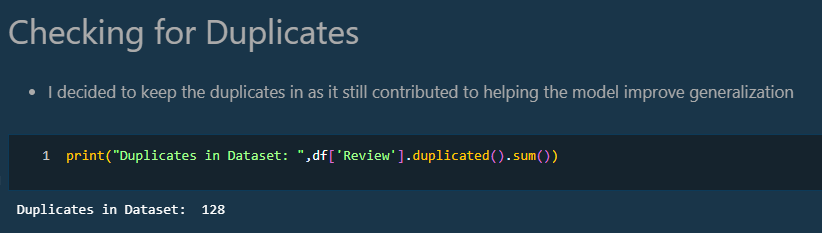 Checking for Duplicates
• I decided to keep the duplicates in as it still contributed to helping the model improve generalization
1 print("Duplicates in Dataset: ",df['Review'].duplicated().sum())
Duplicates in Dataset:  128